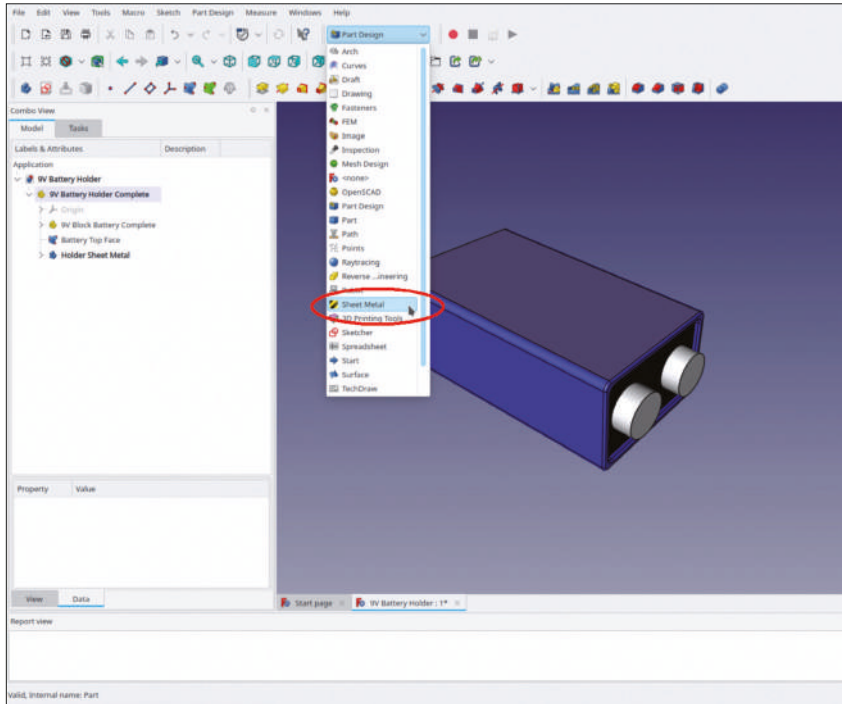 File Edit View Tools Macro Sketch Part Design Measure Windows Help
Part Design
Arch
Curves
Draft
Drawing
Fasteners
FEM
Image
Inspection
Mesh Design
<none>
OpenSCAD
Part Design
Part
Path
Points
Raytracing
Reverse ...ineering
Sheet Metal
3D Printing Tools
Sketcher
Spreadsheet
Start
Surface
TechDraw
Combo View
Model Tasks
Labels & Attributes Description
Application
9V Battery Holder
9V Battery Holder Complete
Origin
9V Block Battery Complete
Battery Top Face
Holder Sheet Metal
Property Value
View Data
Start page 9V Battery Holder : 1*
Report view
Valid, Internal name: Part